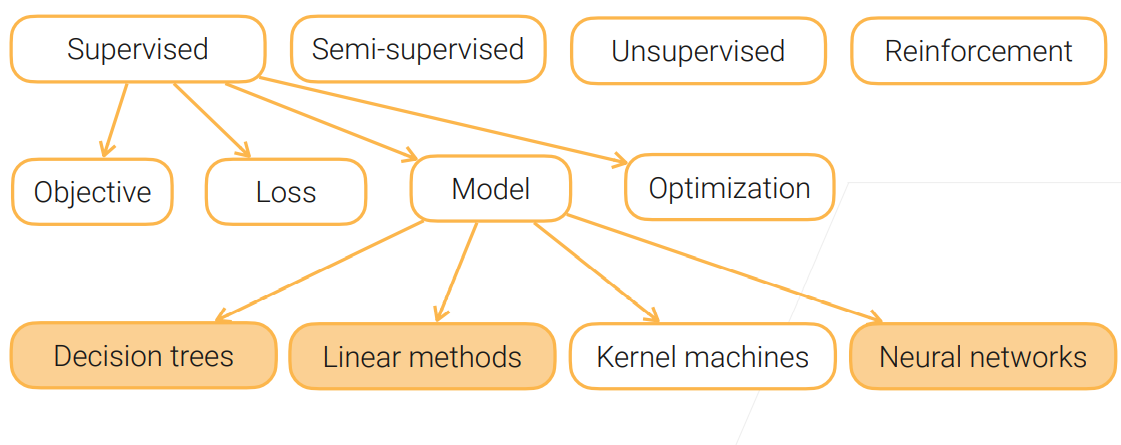 Supervised
Semi-supervised
Unsupervised
Reinforcement
Objective
Loss
Model
Optimization
Decision trees
Linear methods
Kernel machines
Neural networks